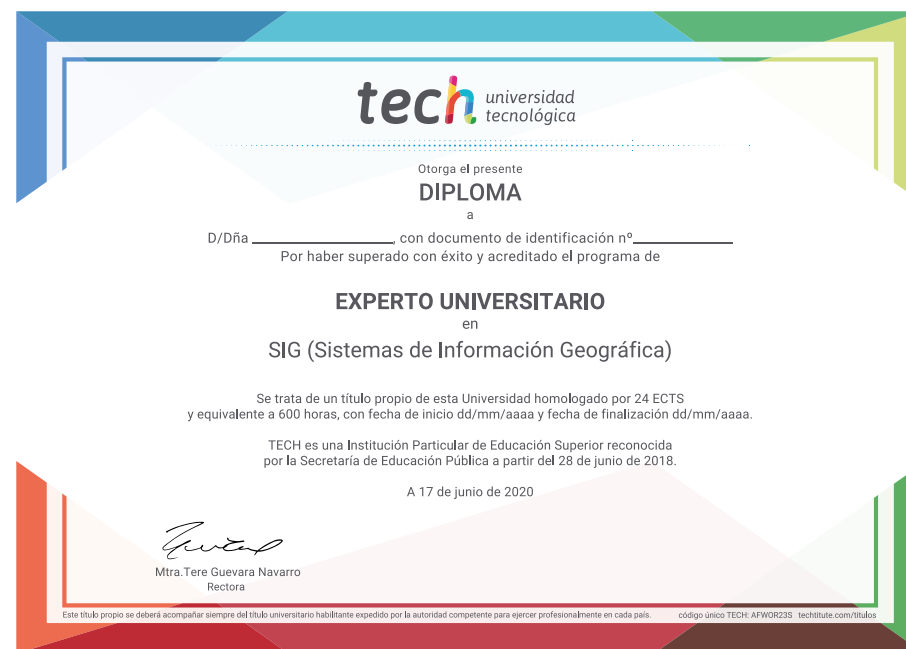 tech universidad
tecnológica
Otorga el presente
DIPLOMA
a
D/Dña ____________________, con documento de identificación nº______________
Por haber superado con éxito y acreditado el programa de
EXPERTO UNIVERSITARIO
en
SIG (Sistemas de Información Geográfica)
Se trata de un título propio de esta Universidad homologado por 24 ECTS
y equivalente a 600 horas, con fecha de inicio dd/mm/aaaa y fecha de finalización dd/mm/aaaa.
TECH es una Institución Particular de Educación Superior reconocida
por la Secretaría de Educación Pública a partir del 28 de junio de 2018.
A 17 de junio de 2020
Mtra.Tere Guevara Navarro
Rectora
Este título propio se deberá acompañar siempre del título universitario habilitante expedido por la autoridad competente para ejercer profesionalmente en cada país. código único TECH: AFWOR23S techtitute.com/titulos